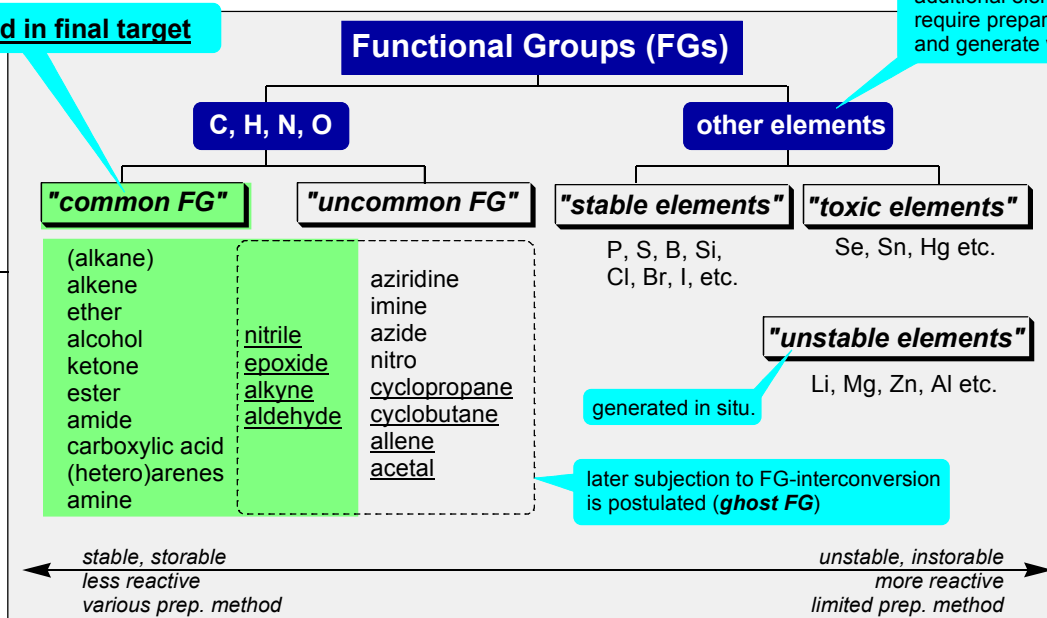 d in final target
additional elem
require prepar
and generate
Functional Groups (FGs)
C, H, N, O
other elements
"common FG"
"uncommon FG"
"stable elements"
"toxic elements"
(alkane)
alkene
ether
alcohol
ketone
ester
amide
carboxylic acid
(hetero)arenes
amine
nitrile
epoxide
alkyne
aldehyde
aziridine
imine
azide
nitro
cyclopropane
cyclobutane
allene
acetal
P, S, B, Si,
Cl, Br, I, etc.
Se, Sn, Hg etc.
"unstable elements"
Li, Mg, Zn, Al etc.
generated in situ.
later subjection to FG-interconversion
is postulated (ghost FG)
stable, storable
less reactive
various prep. method
unstable, instorable
more reactive
limited prep. method